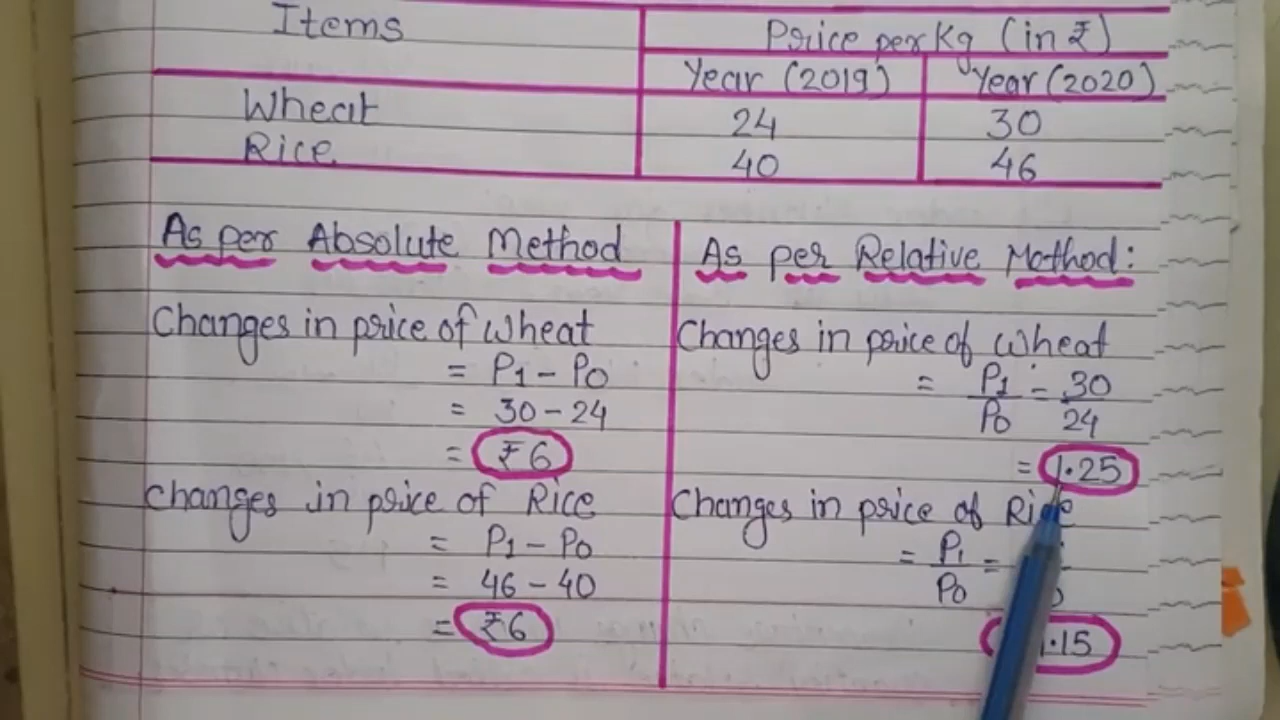 Items Price per Kg (in ₹)
Year (2019) Year (2020)
Wheat 24 30
Rice 40 46
As per Absolute Method
Changes in price of wheat
= P1 - P0
= 30 - 24
= ₹6
Changes in price of Rice
= P1 - P0
= 46 - 40
= ₹6
As per Relative Method:
Changes in price of wheat
= P1/P0 = 30/24
= 1.25
Changes in price of Rice
= P1/P0 =
1.15